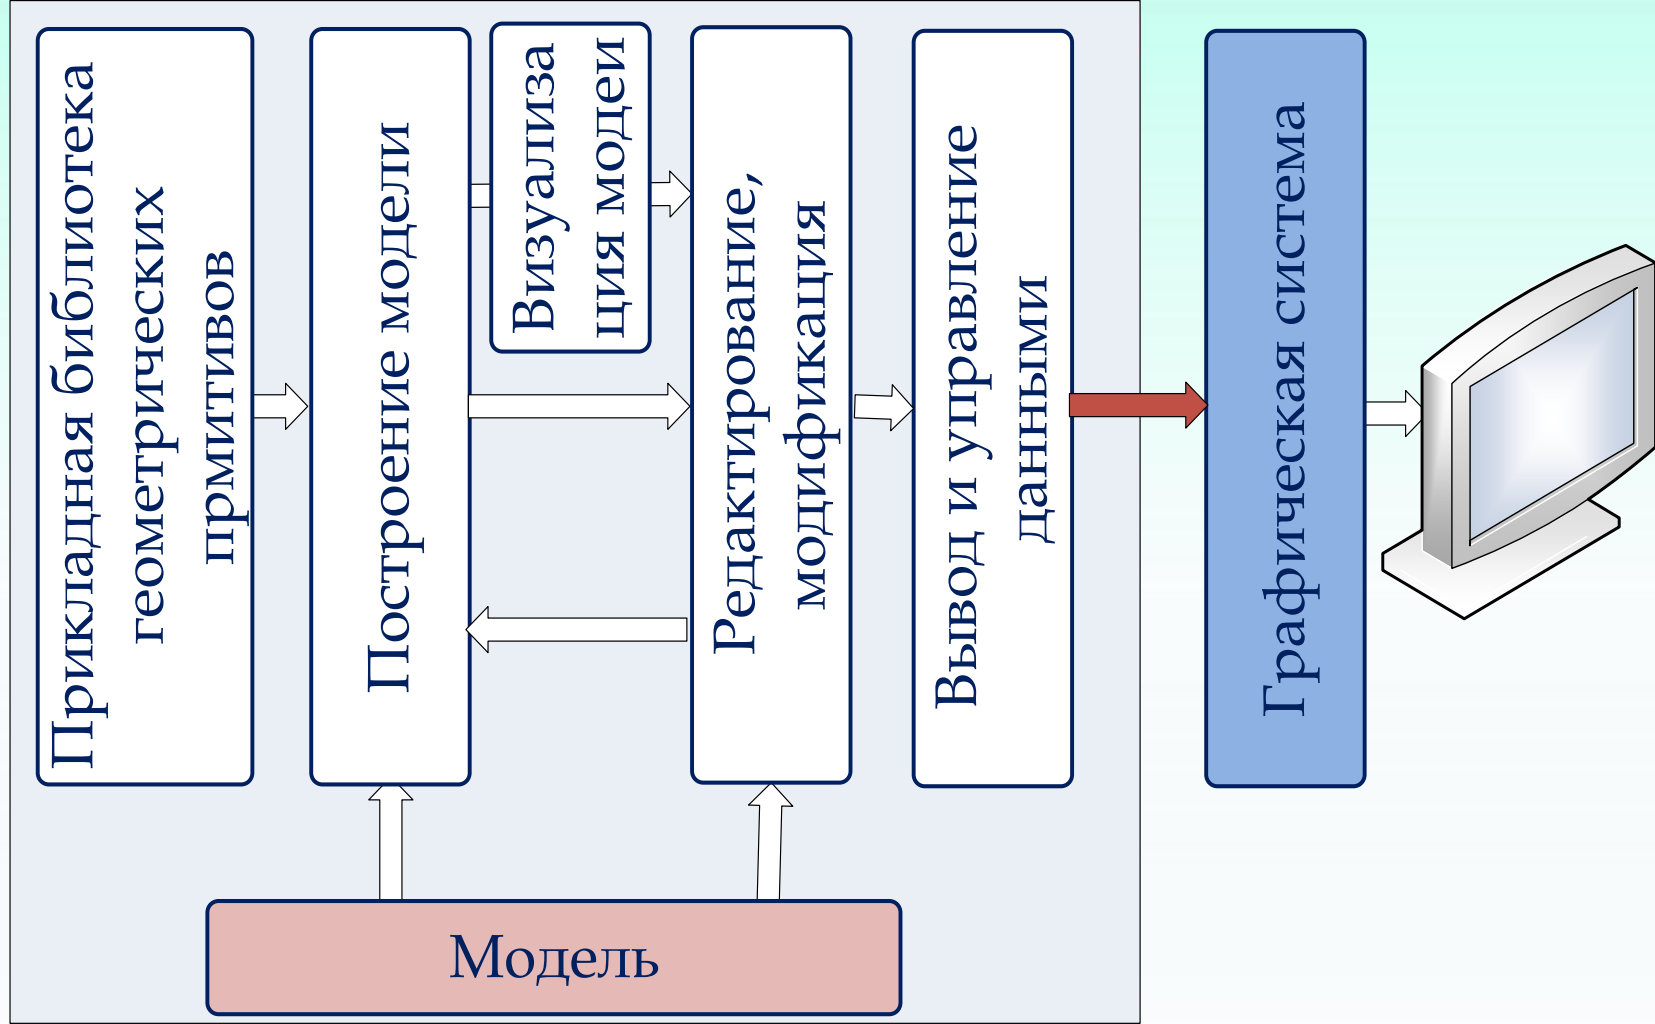 Прикладная библиотека
геометрических
прмитивов
Построение модели
Визуализа
ция модеи
Редактирование,
модификация
Вывод и управление
данными
Графическая система
Модель